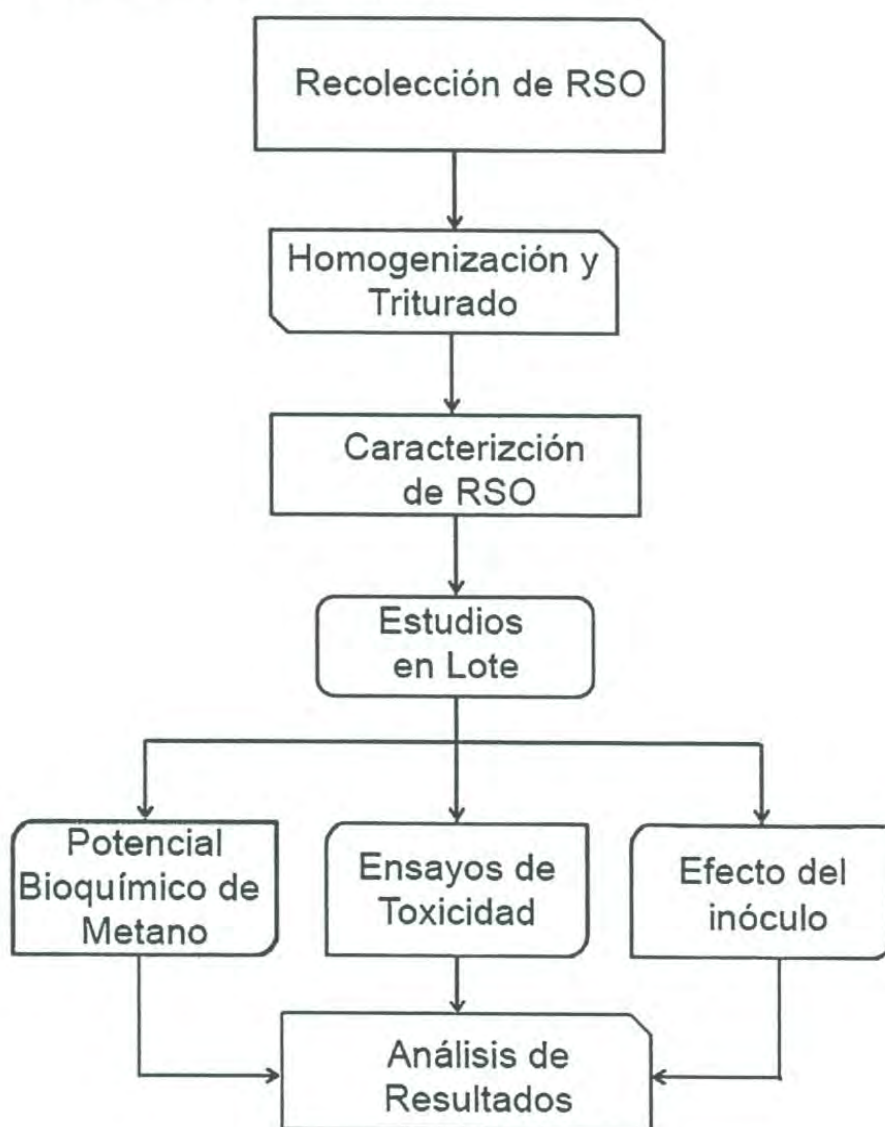 Recolección de RSO
Homogenización y
Triturado
Caracterizción
de RSO
Estudios
en Lote
Potencial
Bioquímico de
Metano
Ensayos de
Toxicidad
Efecto del
inóculo
Análisis de
Resultados